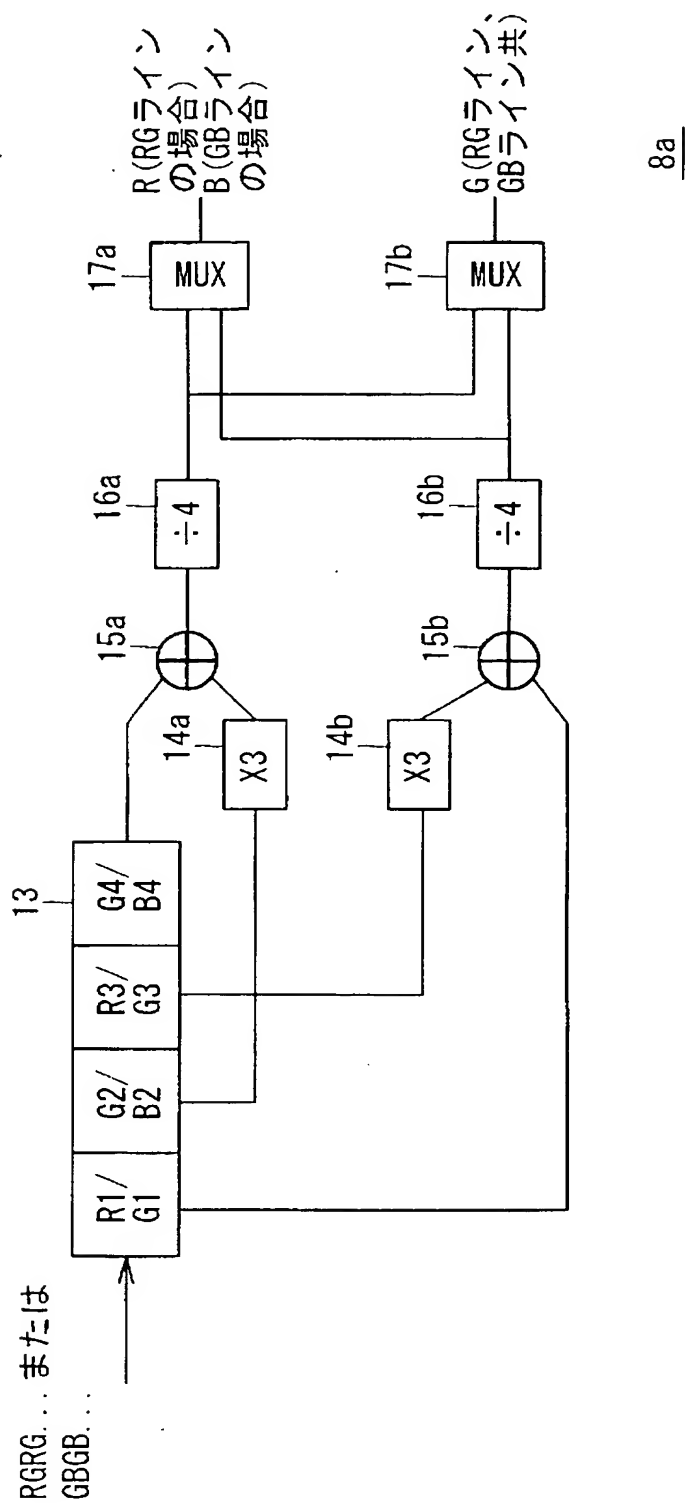 RGRG... または
GBGB...
13
R1/
G1
G2/
B2
R3/
G3
G4/
B4
14a
X3
14b
X3
15a
15b
16a
÷4
16b
÷4
17a
MUX
17b
MUX
R(RGライン
の場合)
B(GBライン
の場合)
G(RGライン、
GBライン共)
8a